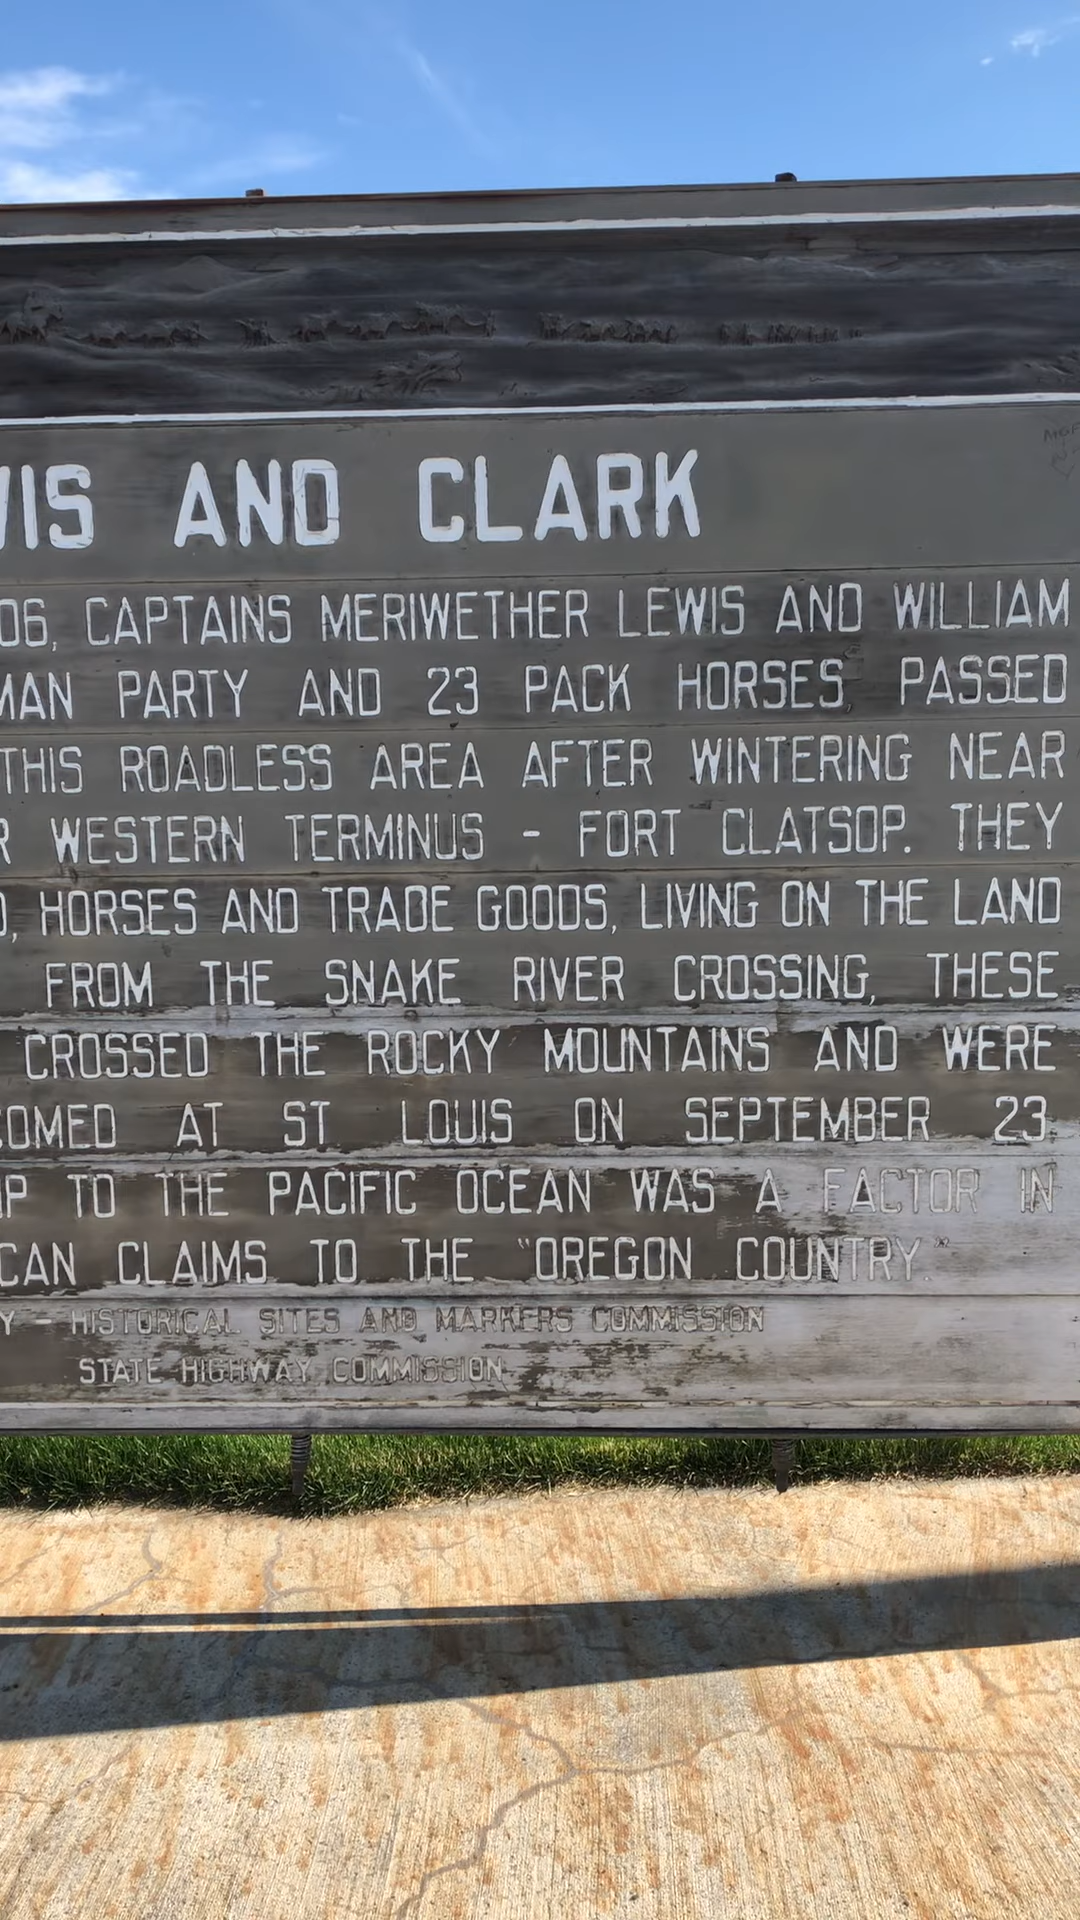 WIS AND CLARK
06, CAPTAINS MERIWETHER LEWIS AND WILLIAM
MAN PARTY AND 23 PACK HORSES, PASSED
THIS ROADLESS AREA AFTER WINTERING NEAR
R WESTERN TERMINUS - FORT CLATSOP. THEY
D, HORSES AND TRADE GOODS, LIVING ON THE LAND
FROM THE SNAKE RIVER CROSSING, THESE
CROSSED THE ROCKY MOUNTAINS AND WERE
COMED AT ST LOUIS ON SEPTEMBER 23,
IP TO THE PACIFIC OCEAN WAS A FACTOR IN
CAN CLAIMS TO THE "OREGON COUNTRY."
Y - HISTORICAL SITES AND MARKERS COMMISSION
STATE HIGHWAY COMMISSION